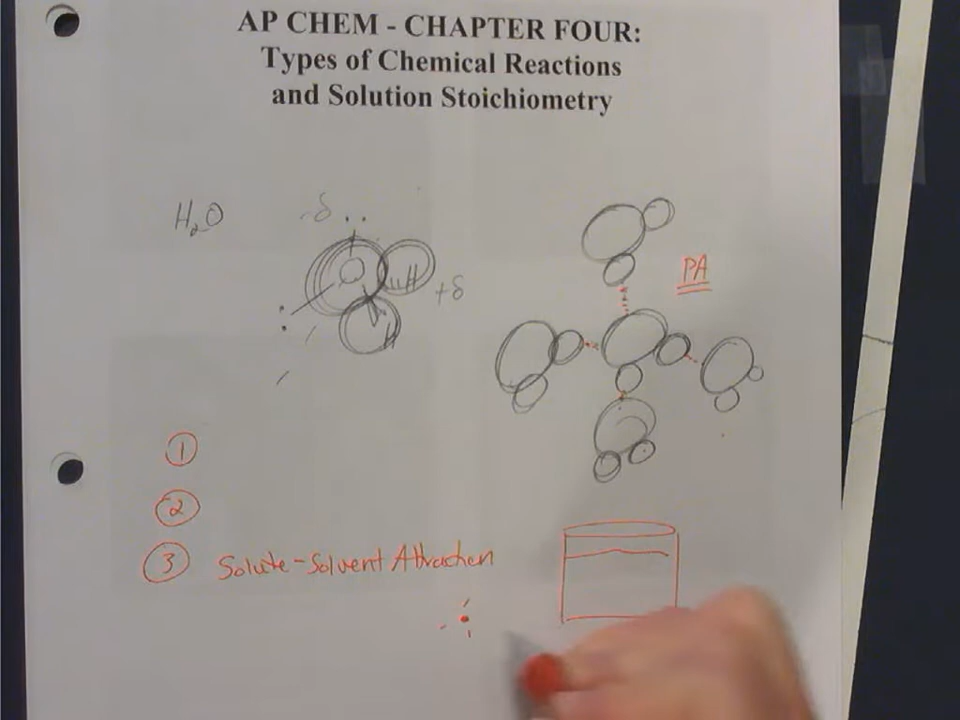 AP CHEM - CHAPTER FOUR:
Types of Chemical Reactions
and Solution Stoichiometry
H₂O
-δ
O
H
+δ
H
PA
1
2
3 Solute-Solvent Attraction